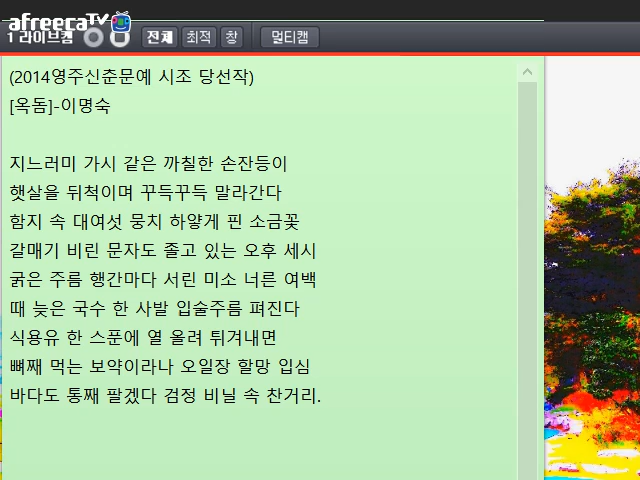 afreecaTV
1 라이브캠 전체 최적 창 멀티캠
(2014영주신춘문예 시조 당선작)
[옥돔]-이명숙
지느러미 가시 같은 까칠한 손잔등이
햇살을 뒤척이며 꾸득꾸득 말라간다
함지 속 대여섯 뭉치 하얗게 핀 소금꽃
갈매기 비린 문자도 졸고 있는 오후 세시
굵은 주름 행간마다 서린 미소 너른 여백
때 늦은 국수 한 사발 입술주름 펴진다
식용유 한 스푼에 열 올려 튀겨내면
뼈째 먹는 보약이라나 오일장 할망 입심
바다도 통째 팔겠다 검정 비닐 속 찬거리.